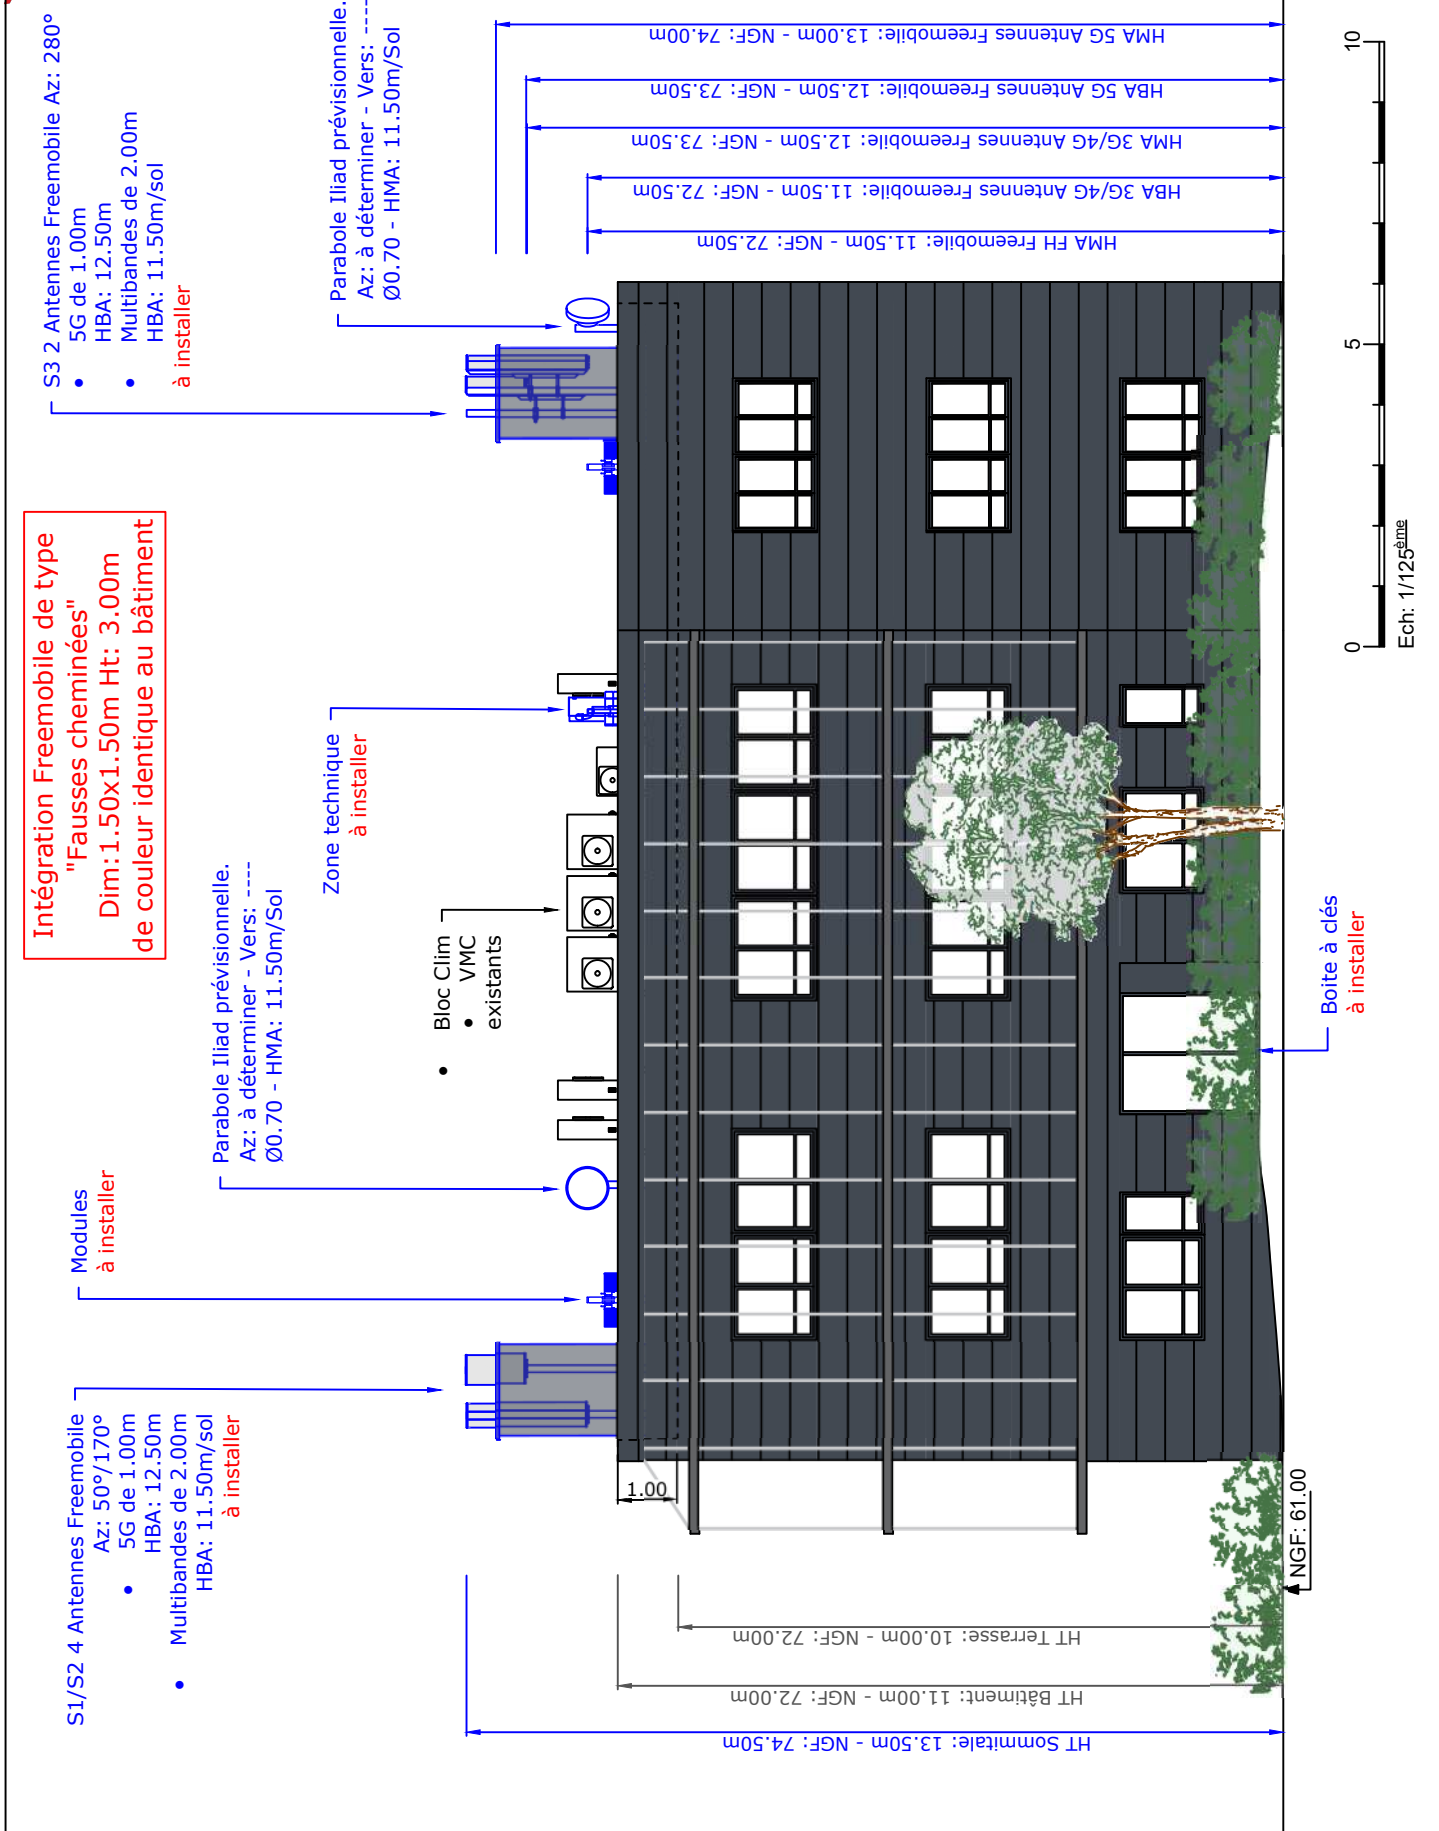 S1/S2 4 Antennes Freemobile
Az: 50°/170°
• 5G de 1.00m
HBA: 12.50m
• Multibandes de 2.00m
HBA: 11.50m/sol
à installer
Modules
à installer
Parabole Iliad prévisionnelle.
Az: à déterminer - Vers: ----
Ø0.70 - HMA: 11.50m/Sol
• Bloc Clim
• VMC
existants
Intégration Freemobile de type
"Fausses cheminées"
Dim:1.50x1.50m Ht: 3.00m
de couleur identique au bâtiment
Zone technique
à installer
S3 2 Antennes Freemobile Az: 280°
• 5G de 1.00m
HBA: 12.50m
• Multibandes de 2.00m
HBA: 11.50m/sol
à installer
Parabole Iliad prévisionnelle.
Az: à déterminer - Vers: ----
Ø0.70 - HMA: 11.50m/Sol
HT Sommitale: 13.50m - NGF: 74.50m
HT Bâtiment: 11.00m - NGF: 72.00m
HT Terrasse: 10.00m - NGF: 72.00m
1.00
NGF: 61.00
HMA FH Freemobile: 11.50m - NGF: 72.50m
HBA 3G/4G Antennes Freemobile: 11.50m - NGF: 72.50m
HMA 3G/4G Antennes Freemobile: 12.50m - NGF: 73.50m
HBA 5G Antennes Freemobile: 12.50m - NGF: 73.50m
HMA 5G Antennes Freemobile: 13.00m - NGF: 74.00m
Boite à clés
à installer
0 5 10
Ech: 1/125ème